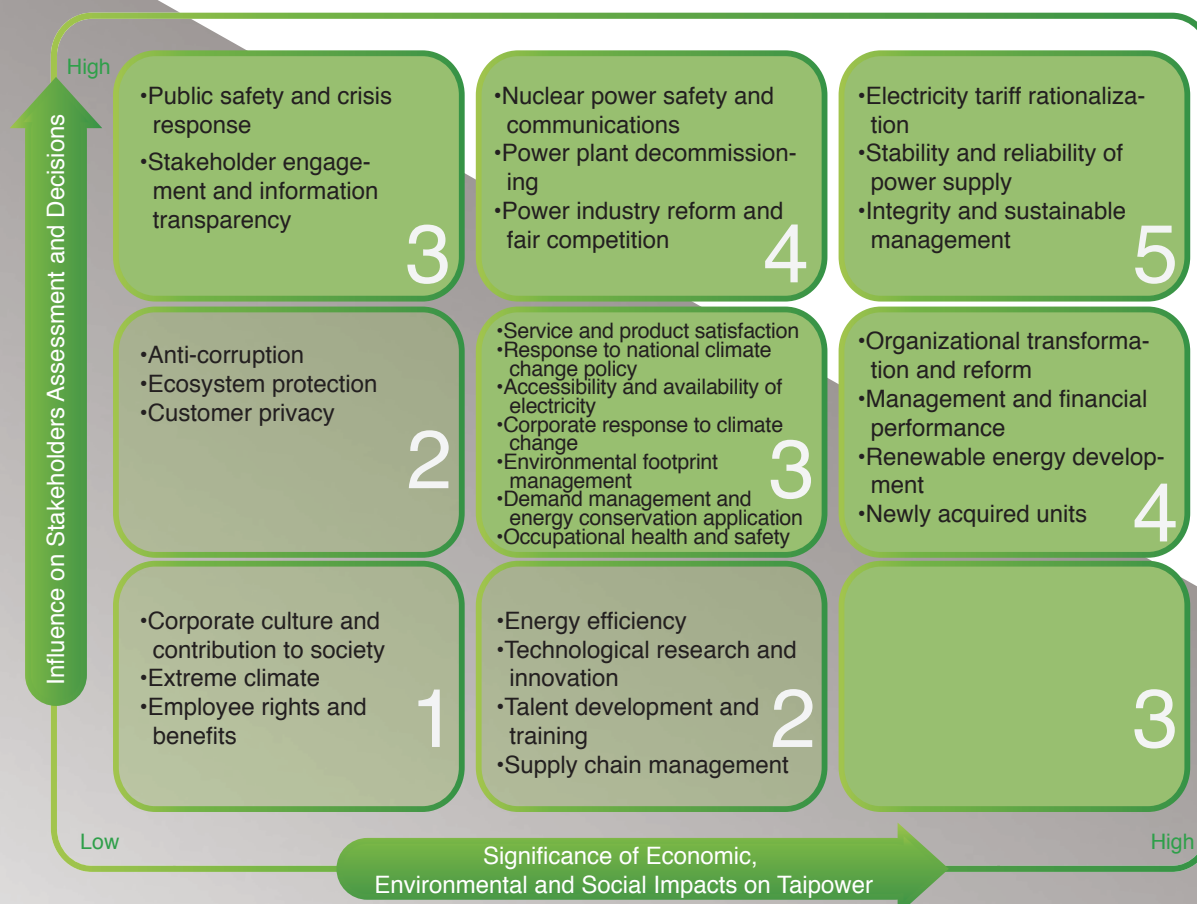 High
Influence on Stakeholders Assessment and Decisions
•Public safety and crisis
response
•Stakeholder engage-
ment and information
transparency
3
•Nuclear power safety and
communications
•Power plant decommission-
ing
•Power industry reform and
fair competition
4
•Electricity tariff rationaliza-
tion
•Stability and reliability of
power supply
•Integrity and sustainable
management
5
•Anti-corruption
•Ecosystem protection
•Customer privacy
2
•Service and product satisfaction
•Response to national climate
change policy
•Accessibility and availability of
electricity
•Corporate response to climate
change
•Environmental footprint
management
•Demand management and
energy conservation application
•Occupational health and safety
3
•Organizational transforma-
tion and reform
•Management and financial
performance
•Renewable energy develop-
ment
•Newly acquired units
4
•Corporate culture and
contribution to society
•Extreme climate
•Employee rights and
benefits
1
•Energy efficiency
•Technological research and
innovation
•Talent development and
training
•Supply chain management
2
3
Low
High
Significance of Economic,
Environmental and Social Impacts on Taipower